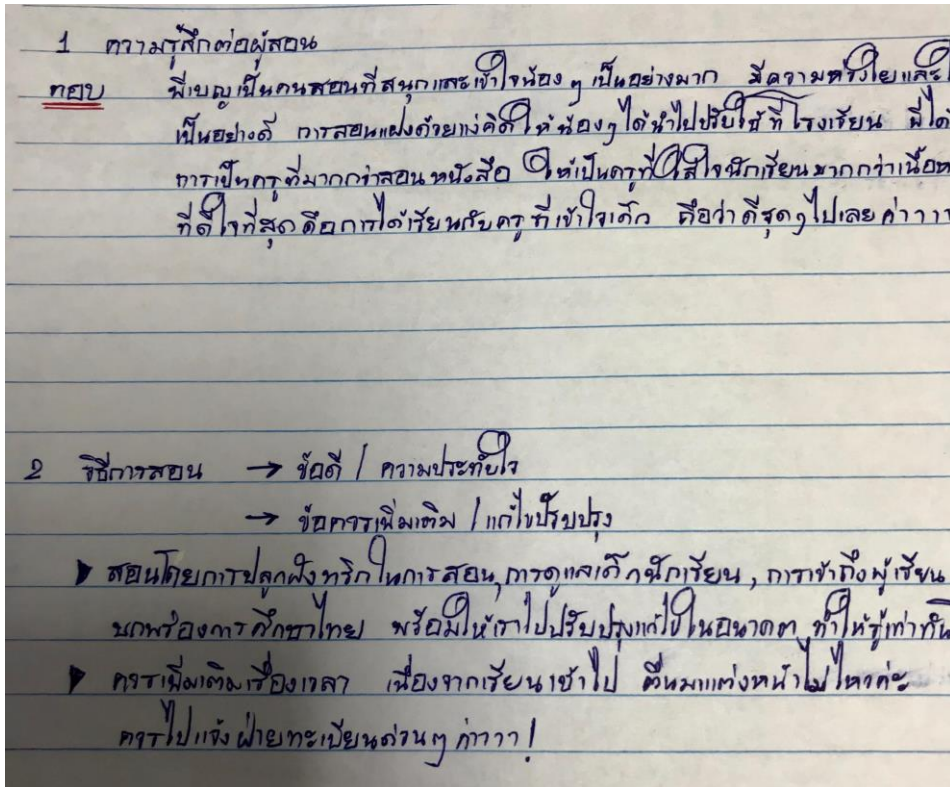 1 ความรู้สึกต่อผู้สอน
ตอบ พี่เบญเป็นคนสอนที่สนุกและเข้าใจน้อง ๆ เป็นอย่างมาก มีความห่วงใยและใ
เป็นอย่างดี การสอนแฝงด้วยแง่คิดให้น้องๆ ได้นำไปปรับใช้ที่โรงเรียน พี่ได้
การเป็นครูที่มากกว่าสอนหนังสือ ให้เป็นครูที่ใส่ใจนักเรียนมากกว่าเนื้อห
ที่ดีใจที่สุดคือการได้เรียนกับครูที่เข้าใจเด็ก ถือว่าดีสุดๆไปเลยค่าาาา
2 วิธีการสอน → ข้อดี / ความประทับใจ
→ ข้อควรเพิ่มเติม / แก้ไขปรับปรุง
▶ สอนโดยการปลูกฝังทริกในการสอน, การดูแลเด็กนักเรียน, การเข้าถึงผู้เรียน
บกพร่องการศึกษาไทย พร้อมให้เราไปปรับปรุงแก้ไขในอนาคต ทำให้รู้เท่าทัน
▶ ควรเพิ่มเติมเรื่องเวลา เนื่องจากเรียนเช้าไป ตื่นมาแต่งหน้าไม่ไหวค่ะ
ควรไปแจ้งฝ่ายทะเบียนด่วนๆ ค่าาาา!